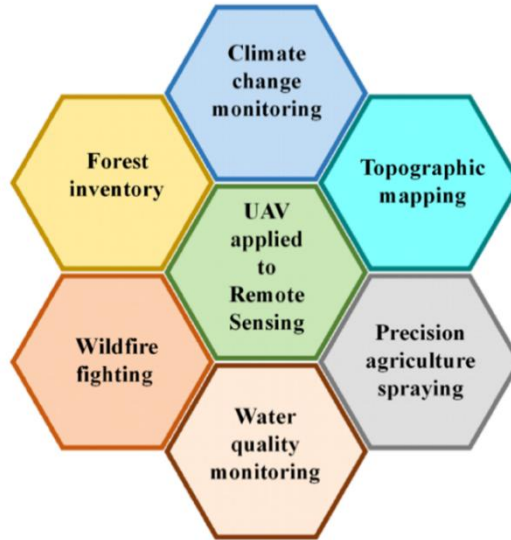 Climate
change
monitoring
Forest
inventory
Topographic
mapping
UAV
applied
to
Remote
Sensing
Wildfire
fighting
Precision
agriculture
spraying
Water
quality
monitoring